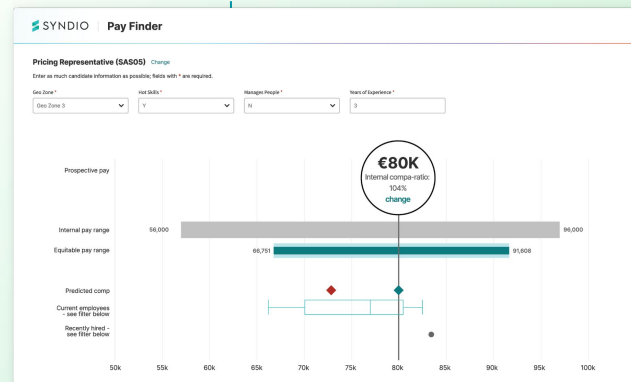 SYNDIO Pay Finder
Pricing Representative (SAS05) Change
Enter as much candidate information as possible; fields with * are required.
Geo Zone * Hot Skills * Manages People * Years of Experience *
Geo Zone 3 Y N 3
€80K
Internal compa-ratio:
104%
change
Prospective pay
Internal pay range 56,000 96,000
Equitable pay range 66,751 91,608
Predicted comp
Current employees
- see filter below
Recently hired -
see filter below
50k 55k 60k 65k 70k 75k 80k 85k 90k 95k 100k